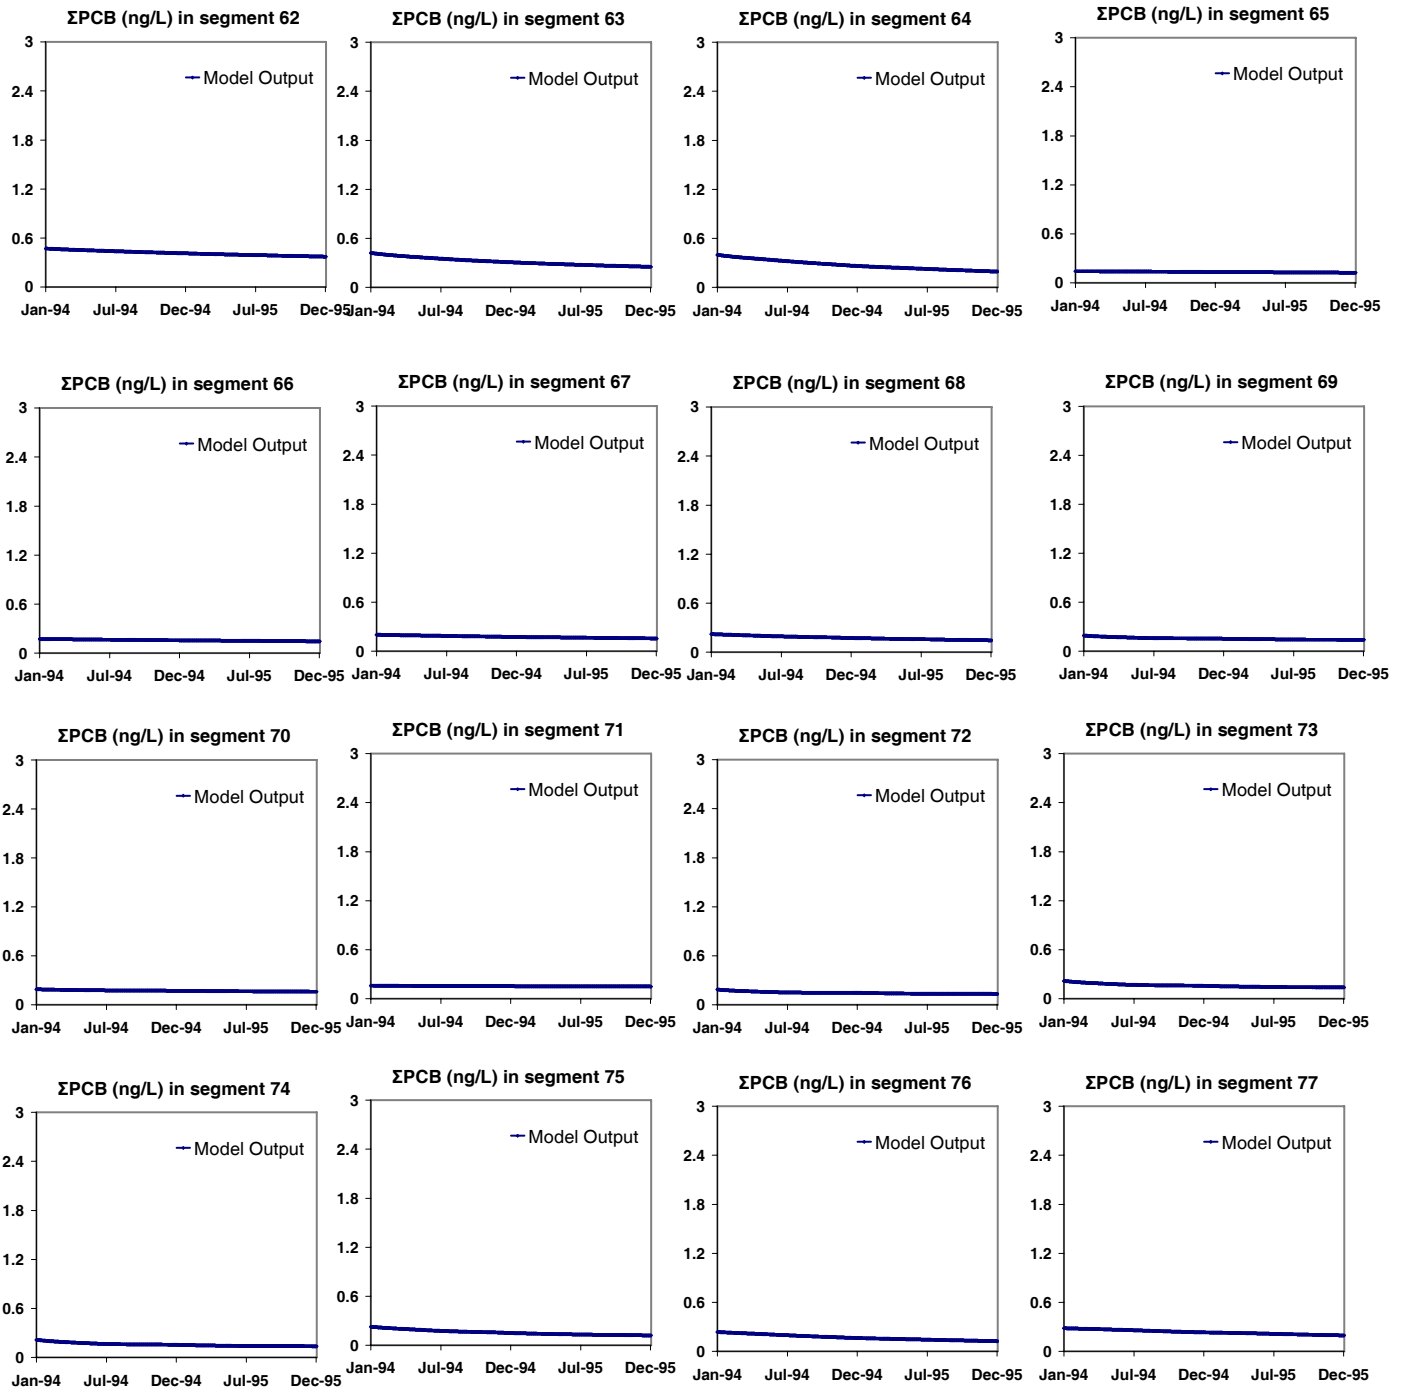 ΣPCB (ng/L) in segment 62
3
2.4
1.8
1.2
0.6
0
Model Output
Jan-94 Jul-94 Dec-94 Jul-95 Dec-95
ΣPCB (ng/L) in segment 63
3
2.4
1.8
1.2
0.6
0
Model Output
Jan-94 Jul-94 Dec-94 Jul-95 Dec-95
ΣPCB (ng/L) in segment 64
3
2.4
1.8
1.2
0.6
0
Model Output
Jan-94 Jul-94 Dec-94 Jul-95 Dec-95
ΣPCB (ng/L) in segment 65
3
2.4
1.8
1.2
0.6
0
Model Output
Jan-94 Jul-94 Dec-94 Jul-95 Dec-95
ΣPCB (ng/L) in segment 66
3
2.4
1.8
1.2
0.6
0
Model Output
Jan-94 Jul-94 Dec-94 Jul-95 Dec-95
ΣPCB (ng/L) in segment 67
3
2.4
1.8
1.2
0.6
0
Model Output
Jan-94 Jul-94 Dec-94 Jul-95 Dec-95
ΣPCB (ng/L) in segment 68
3
2.4
1.8
1.2
0.6
0
Model Output
Jan-94 Jul-94 Dec-94 Jul-95 Dec-95
ΣPCB (ng/L) in segment 69
3
2.4
1.8
1.2
0.6
0
Model Output
Jan-94 Jul-94 Dec-94 Jul-95 Dec-95
ΣPCB (ng/L) in segment 70
3
2.4
1.8
1.2
0.6
0
Model Output
Jan-94 Jul-94 Dec-94 Jul-95 Dec-95
ΣPCB (ng/L) in segment 71
3
2.4
1.8
1.2
0.6
0
Model Output
Jan-94 Jul-94 Dec-94 Jul-95 Dec-95
ΣPCB (ng/L) in segment 72
3
2.4
1.8
1.2
0.6
0
Model Output
Jan-94 Jul-94 Dec-94 Jul-95 Dec-95
ΣPCB (ng/L) in segment 73
3
2.4
1.8
1.2
0.6
0
Model Output
Jan-94 Jul-94 Dec-94 Jul-95 Dec-95
ΣPCB (ng/L) in segment 74
3
2.4
1.8
1.2
0.6
0
Model Output
Jan-94 Jul-94 Dec-94 Jul-95 Dec-95
ΣPCB (ng/L) in segment 75
3
2.4
1.8
1.2
0.6
0
Model Output
Jan-94 Jul-94 Dec-94 Jul-95 Dec-95
ΣPCB (ng/L) in segment 76
3
2.4
1.8
1.2
0.6
0
Model Output
Jan-94 Jul-94 Dec-94 Jul-95 Dec-95
ΣPCB (ng/L) in segment 77
3
2.4
1.8
1.2
0.6
0
Model Output
Jan-94 Jul-94 Dec-94 Jul-95 Dec-95